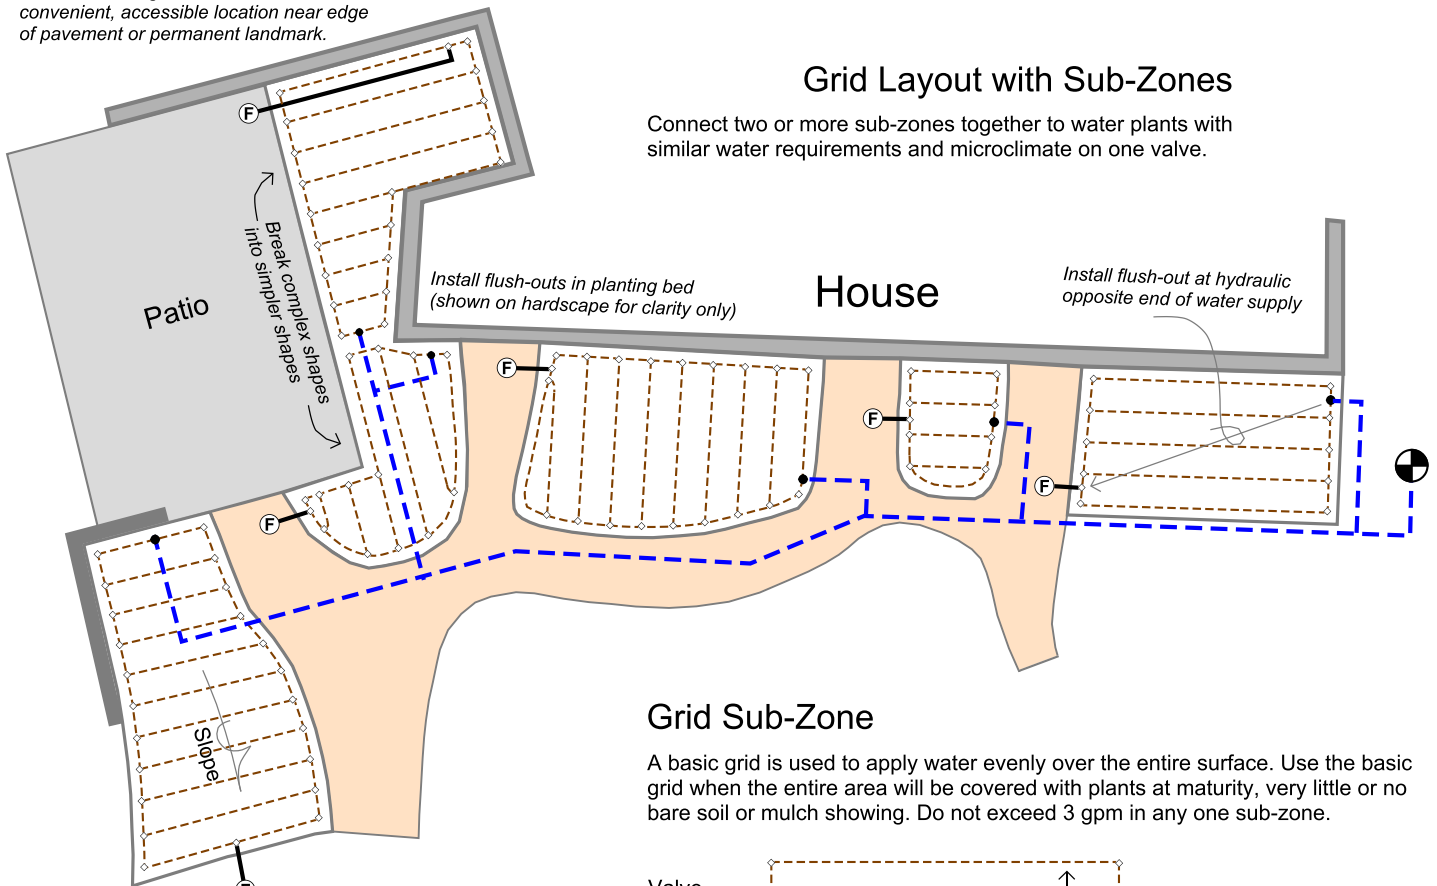 convenient, accessible location near edge
of pavement or permanent landmark.
Grid Layout with Sub-Zones
Connect two or more sub-zones together to water plants with
similar water requirements and microclimate on one valve.
F
Patio
Break complex shapes
into simpler shapes
Install flush-outs in planting bed
(shown on hardscape for clarity only)
House
Install flush-out at hydraulic
opposite end of water supply
F
F
F
F
Slope
Grid Sub-Zone
A basic grid is used to apply water evenly over the entire surface. Use the basic
grid when the entire area will be covered with plants at maturity, very little or no
bare soil or mulch showing. Do not exceed 3 gpm in any one sub-zone.
Valve
F